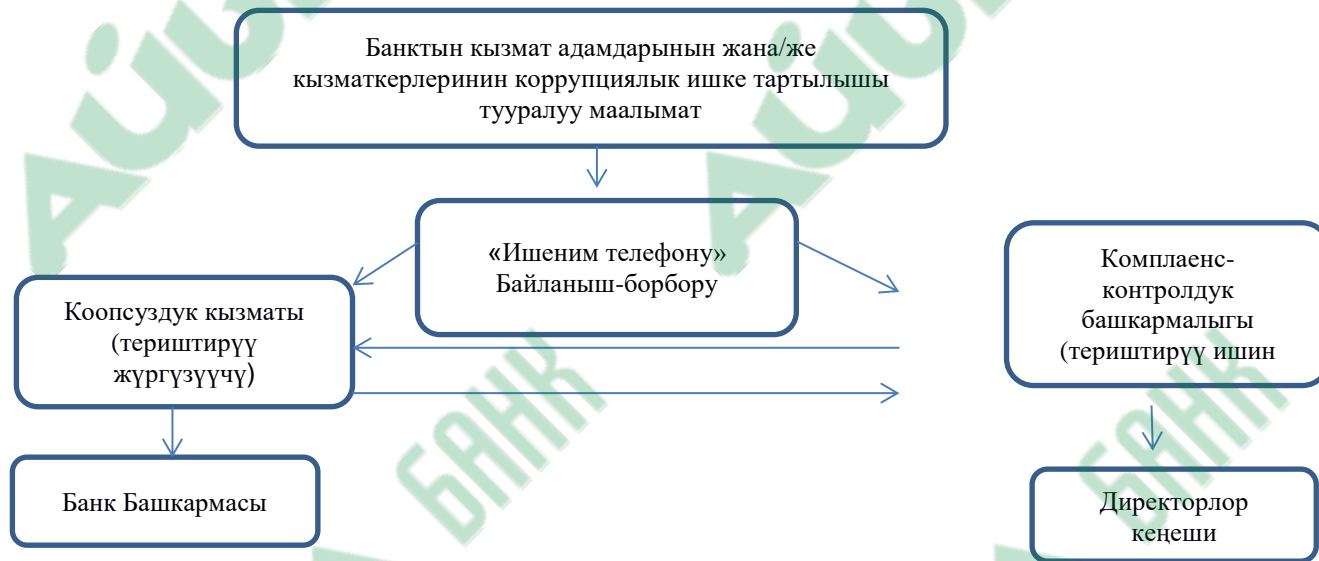 Банктын кызмат адамдарынын жана/же
кызматкерлеринин коррупциялык ишке тартылышы
тууралуу маалымат
«Ишеним телефону»
Байланыш-борбору
Комплаенс-
контролдук
башкармалыгы
(териштирүү ишин
Коопсуздук кызматы
(териштирүү
жүргүзүүчү)
Банк Башкармасы
Директорлор
кеңеши
БАНК